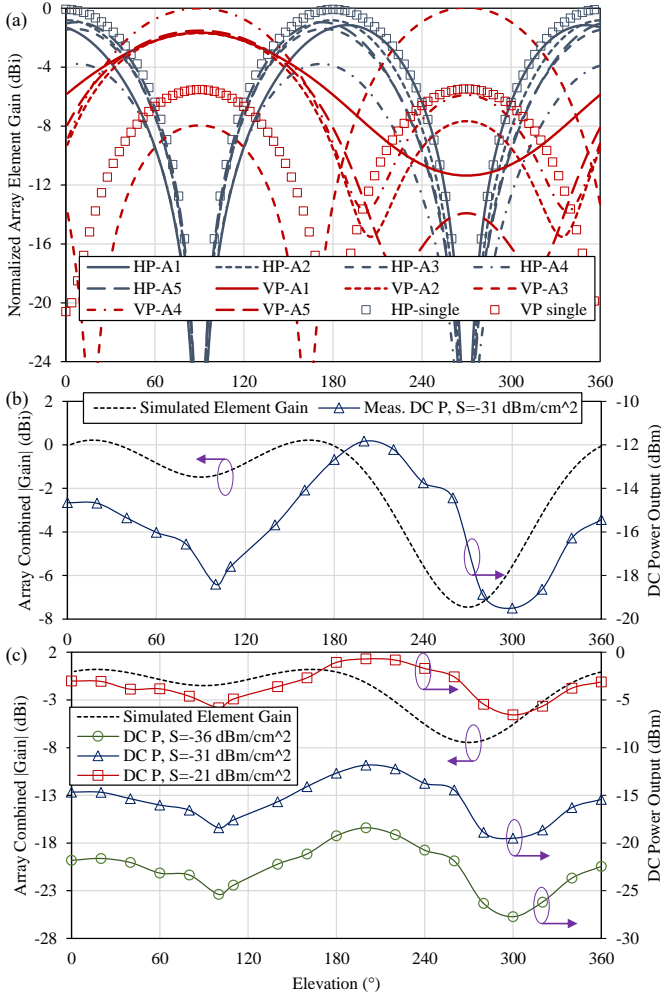 (a)
Normalized Array Element Gain (dBi)
0
-4
-8
-12
-16
-20
-24
HP-A1 HP-A2 HP-A3 HP-A4
HP-A5 VP-A1 VP-A2 VP-A3
VP-A4 VP-A5 HP-single VP single
0 60 120 180 240 300 360
(b)
Simulated Element Gain Meas. DC P, S=-31 dBm/cm^2
Array Combined |Gain| (dBi)
2
0
-2
-4
-6
-8
-10
-12
-14
-16
-18
-20
DC Power Output (dBm)
0 60 120 180 240 300 360
(c)
Array Combined |Gain| (dBi)
2
-3
-8
-13
-18
-23
-28
Simulated Element Gain
DC P, S=-36 dBm/cm^2
DC P, S=-31 dBm/cm^2
DC P, S=-21 dBm/cm^2
0
-5
-10
-15
-20
-25
-30
DC Power Output (dBm)
0 60 120 180 240 300 360
Elevation (°)